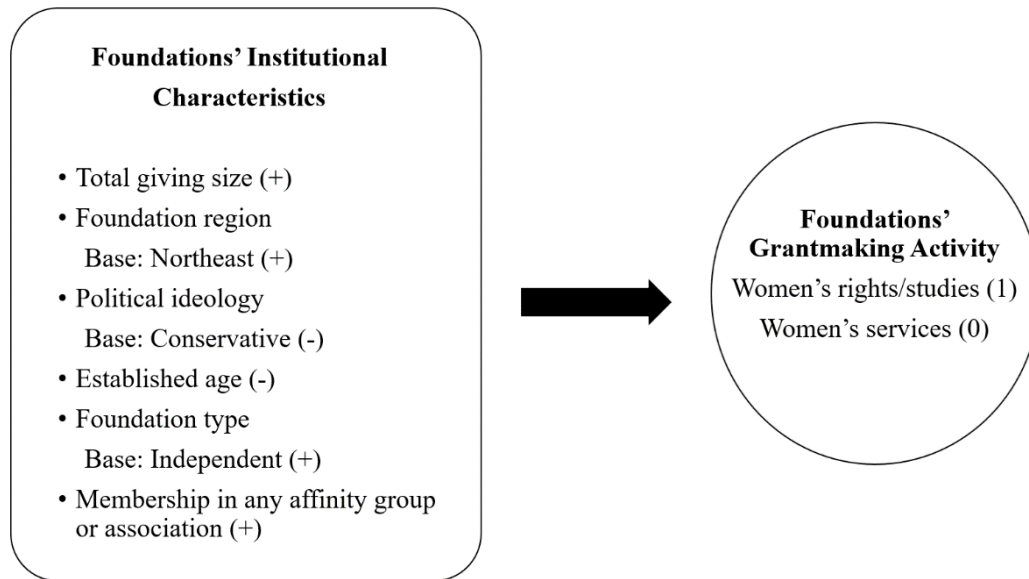 Foundations’ Institutional
Characteristics
• Total giving size (+)
• Foundation region
Base: Northeast (+)
• Political ideology
Base: Conservative (-)
• Established age (-)
• Foundation type
Base: Independent (+)
• Membership in any affinity group
or association (+)
Foundations’
Grantmaking Activity
Women’s rights/studies (1)
Women’s services (0)